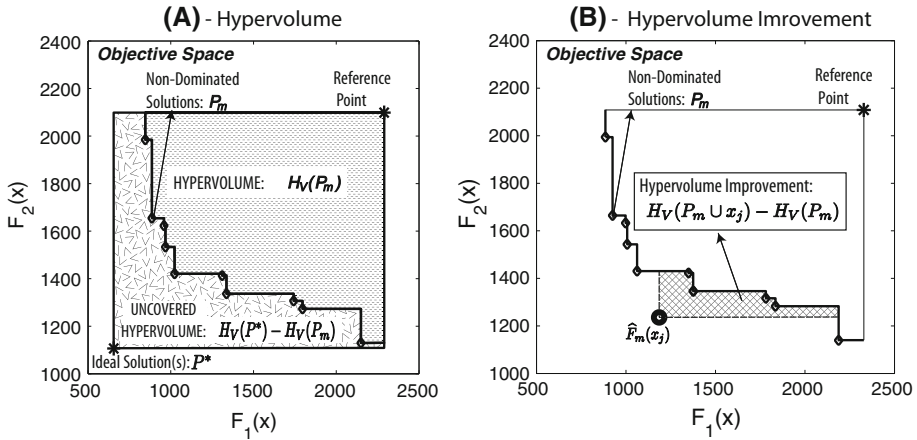 (A) - Hypervolume
2400
2200
2000
1800
1600
1400
1200
1000
F2(x)
Objective Space
Non-Dominated
Solutions: Pm
Reference
Point
HYPERVOLUME: HV(Pm)
UNCOVERED
HYPERVOLUME: HV(P*) − HV(Pm)
Ideal Solution(s): P*
500 1000 1500 2000 2500
F1(x)
(B) - Hypervolume Imrovement
2400
2200
2000
1800
1600
1400
1200
1000
F2(x)
Objective Space
Non-Dominated
Solutions: Pm
Reference
Point
Hypervolume Improvement:
HV(Pm ∪ xj) − HV(Pm)
F̂m(xj)
500 1000 1500 2000 2500
F1(x)